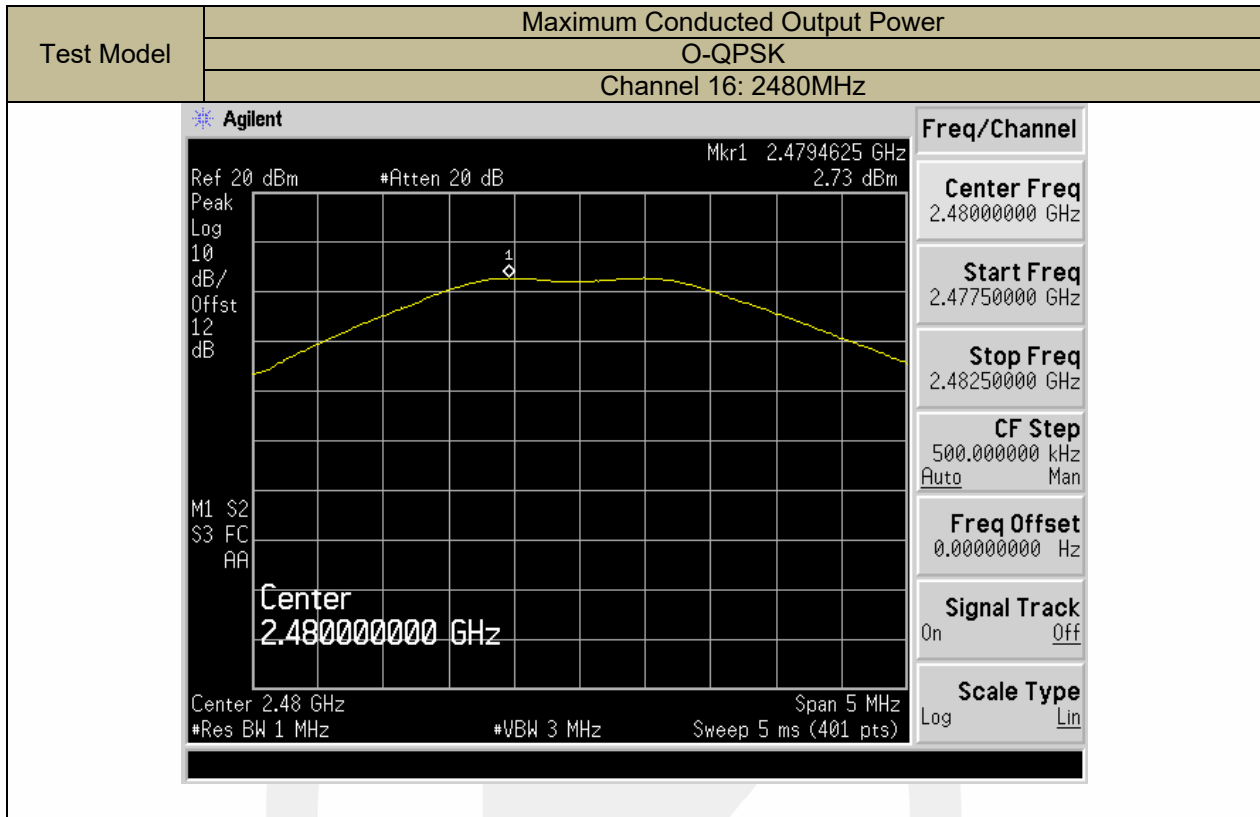 Test Model
Maximum Conducted Output Power
O-QPSK
Channel 16: 2480MHz
Agilent
Mkr1 2.4794625 GHz
Ref 20 dBm #Atten 20 dB 2.73 dBm
Peak
Log
10
dB/
Offst
12
dB
1
M1 S2
S3 FC
AA
Center
2.480000000 GHz
Center 2.48 GHz Span 5 MHz
#Res BW 1 MHz #VBW 3 MHz Sweep 5 ms (401 pts)
Freq/Channel
Center Freq
2.48000000 GHz
Start Freq
2.47750000 GHz
Stop Freq
2.48250000 GHz
CF Step
500.000000 kHz
Auto Man
Freq Offset
0.00000000 Hz
Signal Track
On Off
Scale Type
Log Lin